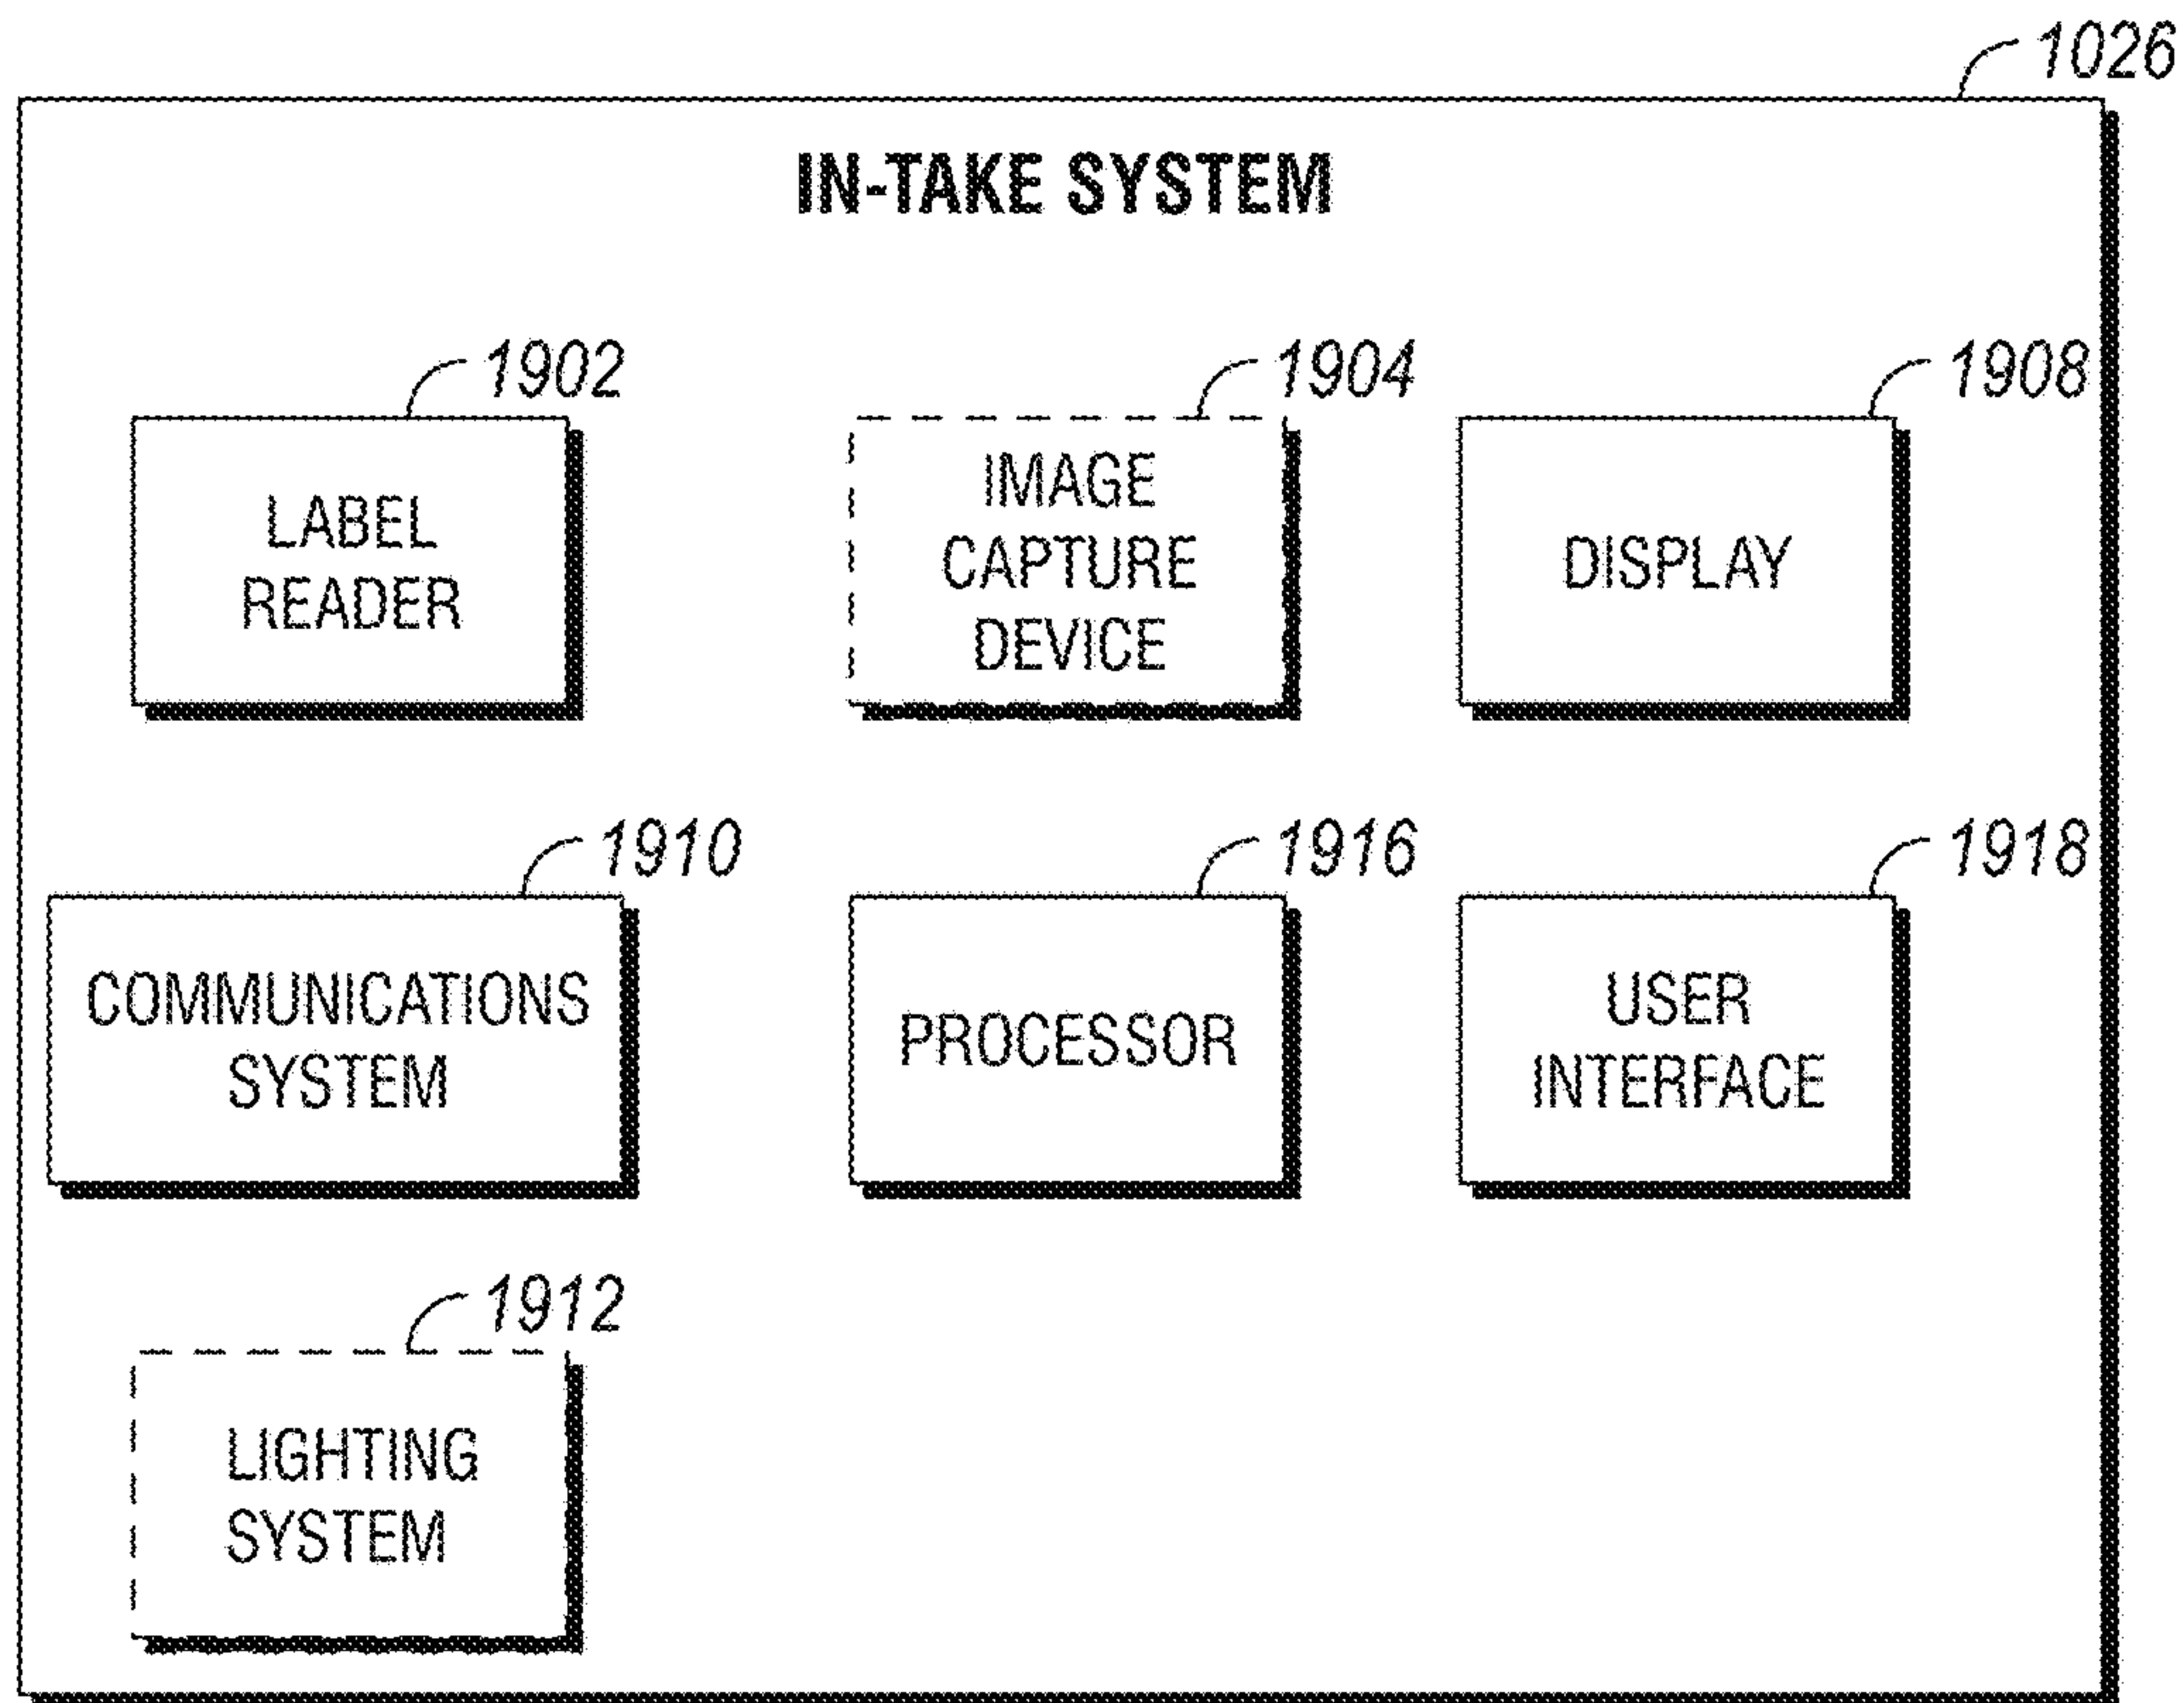 1026
IN-TAKE SYSTEM
1902
LABEL
READER
1904
IMAGE
CAPTURE
DEVICE
1908
DISPLAY
1910
COMMUNICATIONS
SYSTEM
1916
PROCESSOR
1918
USER
INTERFACE
1912
LIGHTING
SYSTEM